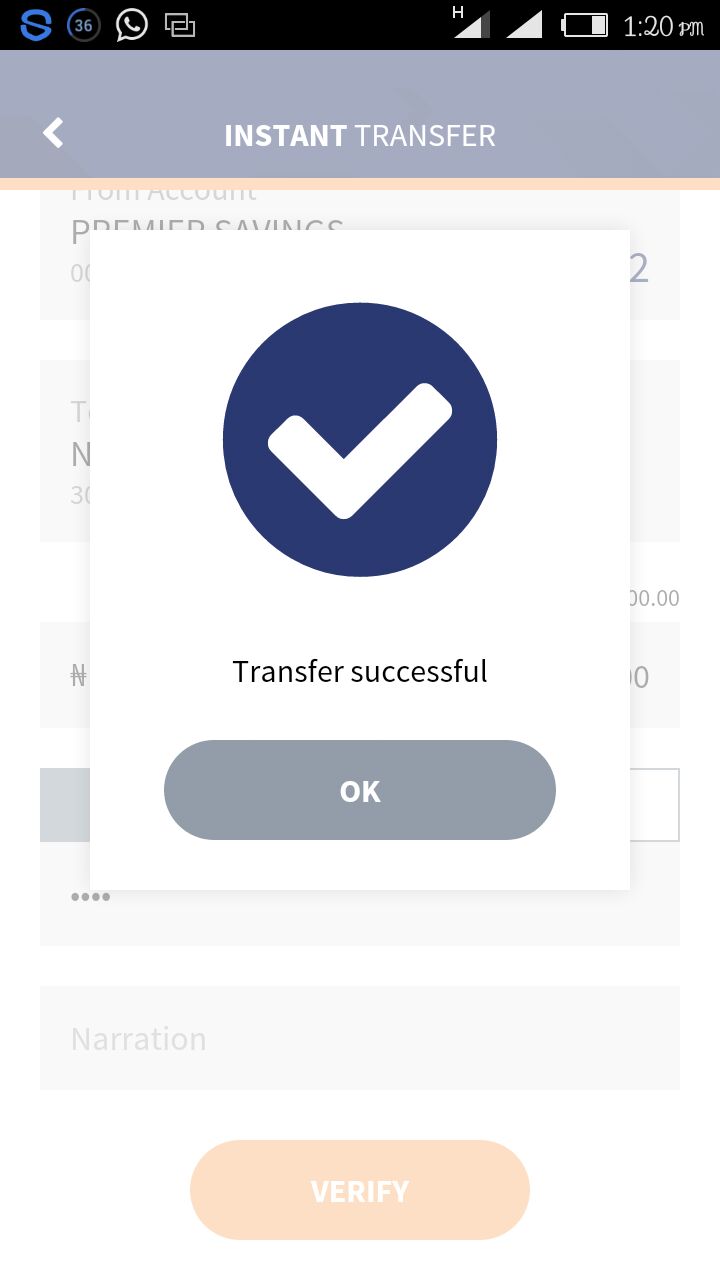 36
H
1:20 pm
INSTANT TRANSFER
From Account
PREMIER SAVINGS
00
2
N
30
00.00
₦
00
Transfer successful
OK
••••
Narration
VERIFY